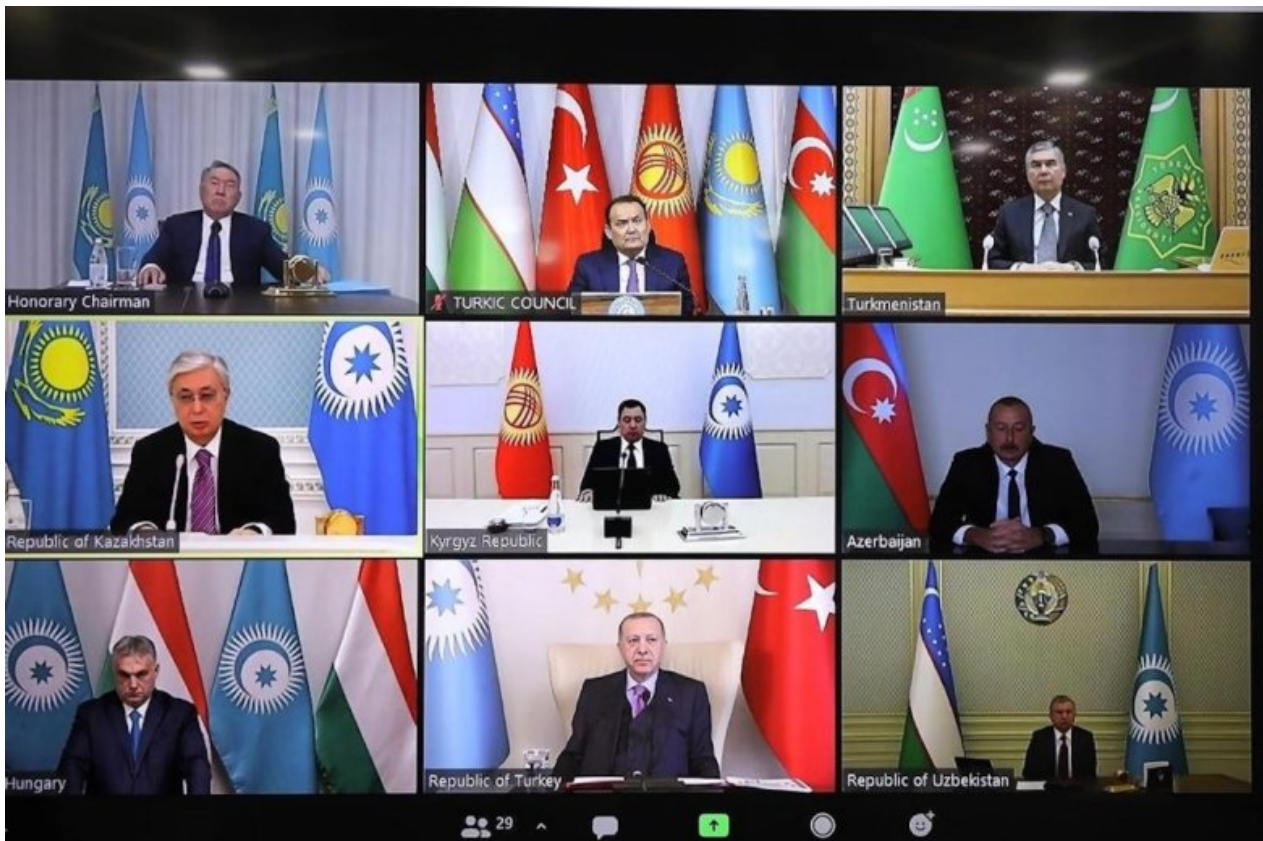 Honorary Chairman
TURKIC COUNCIL
Turkmenistan
Republic of Kazakhstan
Kyrgyz Republic
Azerbaijan
Hungary
Republic of Turkey
Republic of Uzbekistan
29